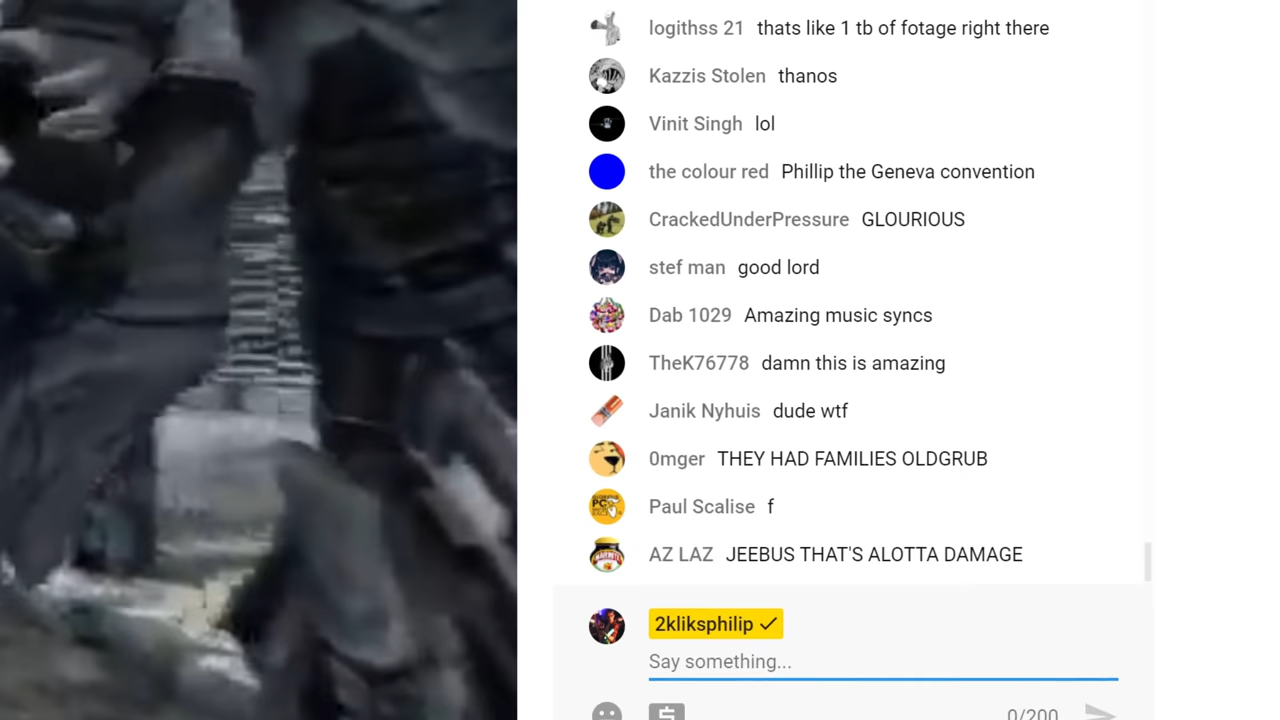 logithss 21 thats like 1 tb of fotage right there
Kazzis Stolen thanos
Vinit Singh lol
the colour red Phillip the Geneva convention
CrackedUnderPressure GLOURIOUS
stef man good lord
Dab 1029 Amazing music syncs
TheK76778 damn this is amazing
Janik Nyhuis dude wtf
0mger THEY HAD FAMILIES OLDGRUB
Paul Scalise f
AZ LAZ JEEBUS THAT'S ALOTTA DAMAGE
2kliksphilip
Say something...
0/200